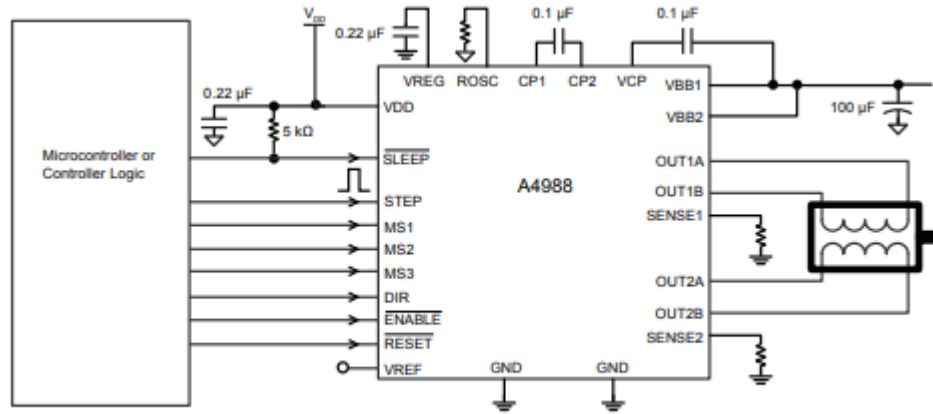 V_DD
0.22 µF
0.1 µF
0.1 µF
VREG
ROSC
CP1
CP2
VCP
0.22 µF
VDD
5 kΩ
VBB1
VBB2
100 µF
Microcontroller or
Controller Logic
SLEEP
A4988
OUT1A
OUT1B
STEP
SENSE1
MS1
MS2
MS3
DIR
OUT2A
ENABLE
OUT2B
RESET
SENSE2
VREF
GND
GND